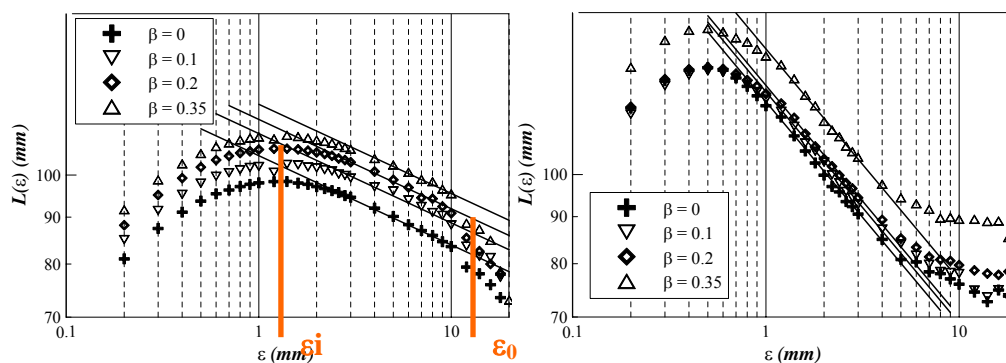 β = 0
β = 0.1
β = 0.2
β = 0.35
L(ε) (mm)
100
90
80
70
0.1
1
10
ε (mm)
εi
ε0
β = 0
β = 0.1
β = 0.2
β = 0.35
L(ε) (mm)
100
90
80
70
0.1
1
10
ε (mm)